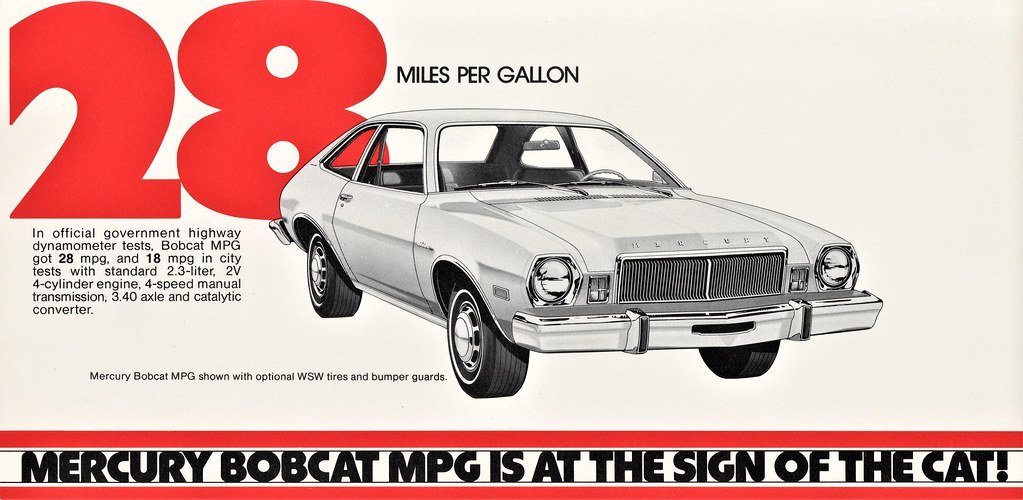 28
MILES PER GALLON
In official government highway
dynamometer tests, Bobcat MPG
got 28 mpg, and 18 mpg in city
tests with standard 2.3-liter, 2V
4-cylinder engine, 4-speed manual
transmission, 3.40 axle and catalytic
converter.
MERCURY
Mercury Bobcat MPG shown with optional WSW tires and bumper guards.
MERCURY BOBCAT MPG IS AT THE SIGN OF THE CAT!